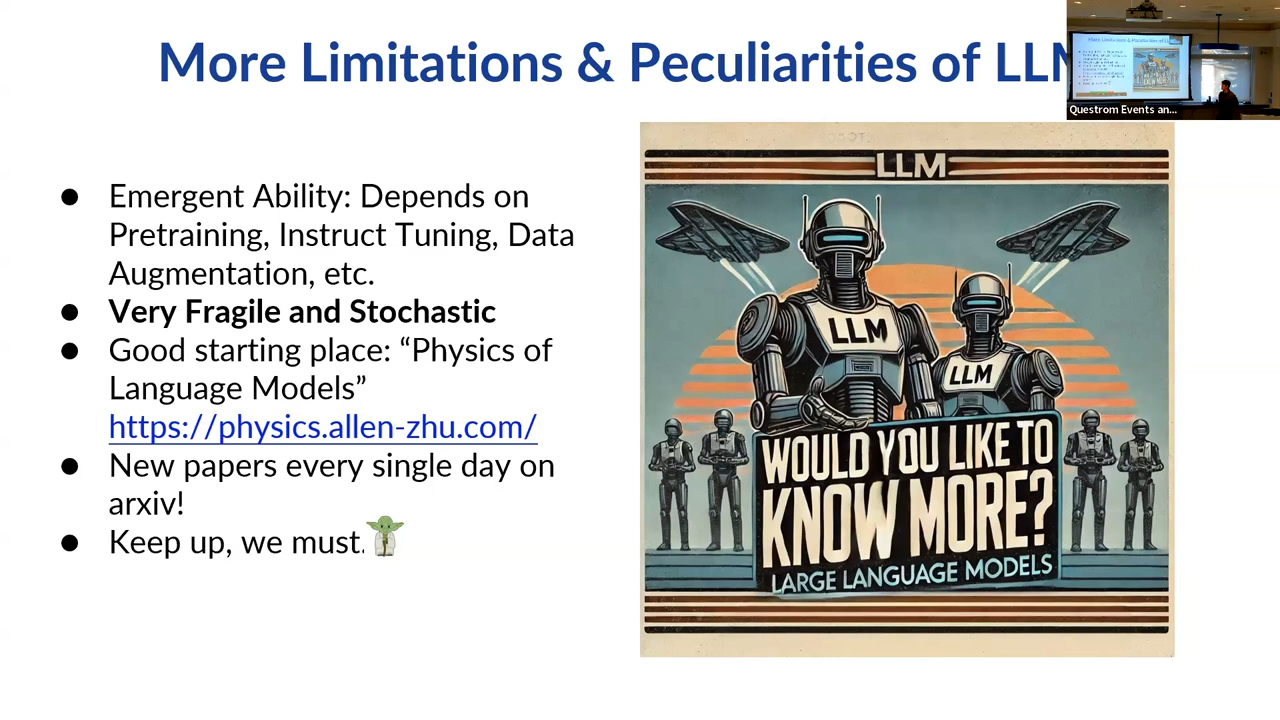 More Limitations & Peculiarities of LL
Questrom Events an...
● Emergent Ability: Depends on
Pretraining, Instruct Tuning, Data
Augmentation, etc.
● Very Fragile and Stochastic
● Good starting place: “Physics of
Language Models”
https://physics.allen-zhu.com/
● New papers every single day on
arxiv!
● Keep up, we must.
LLM
LLM
LLM
WOULD YOU LIKE TO
KNOW MORE?
LARGE LANGUAGE MODELS